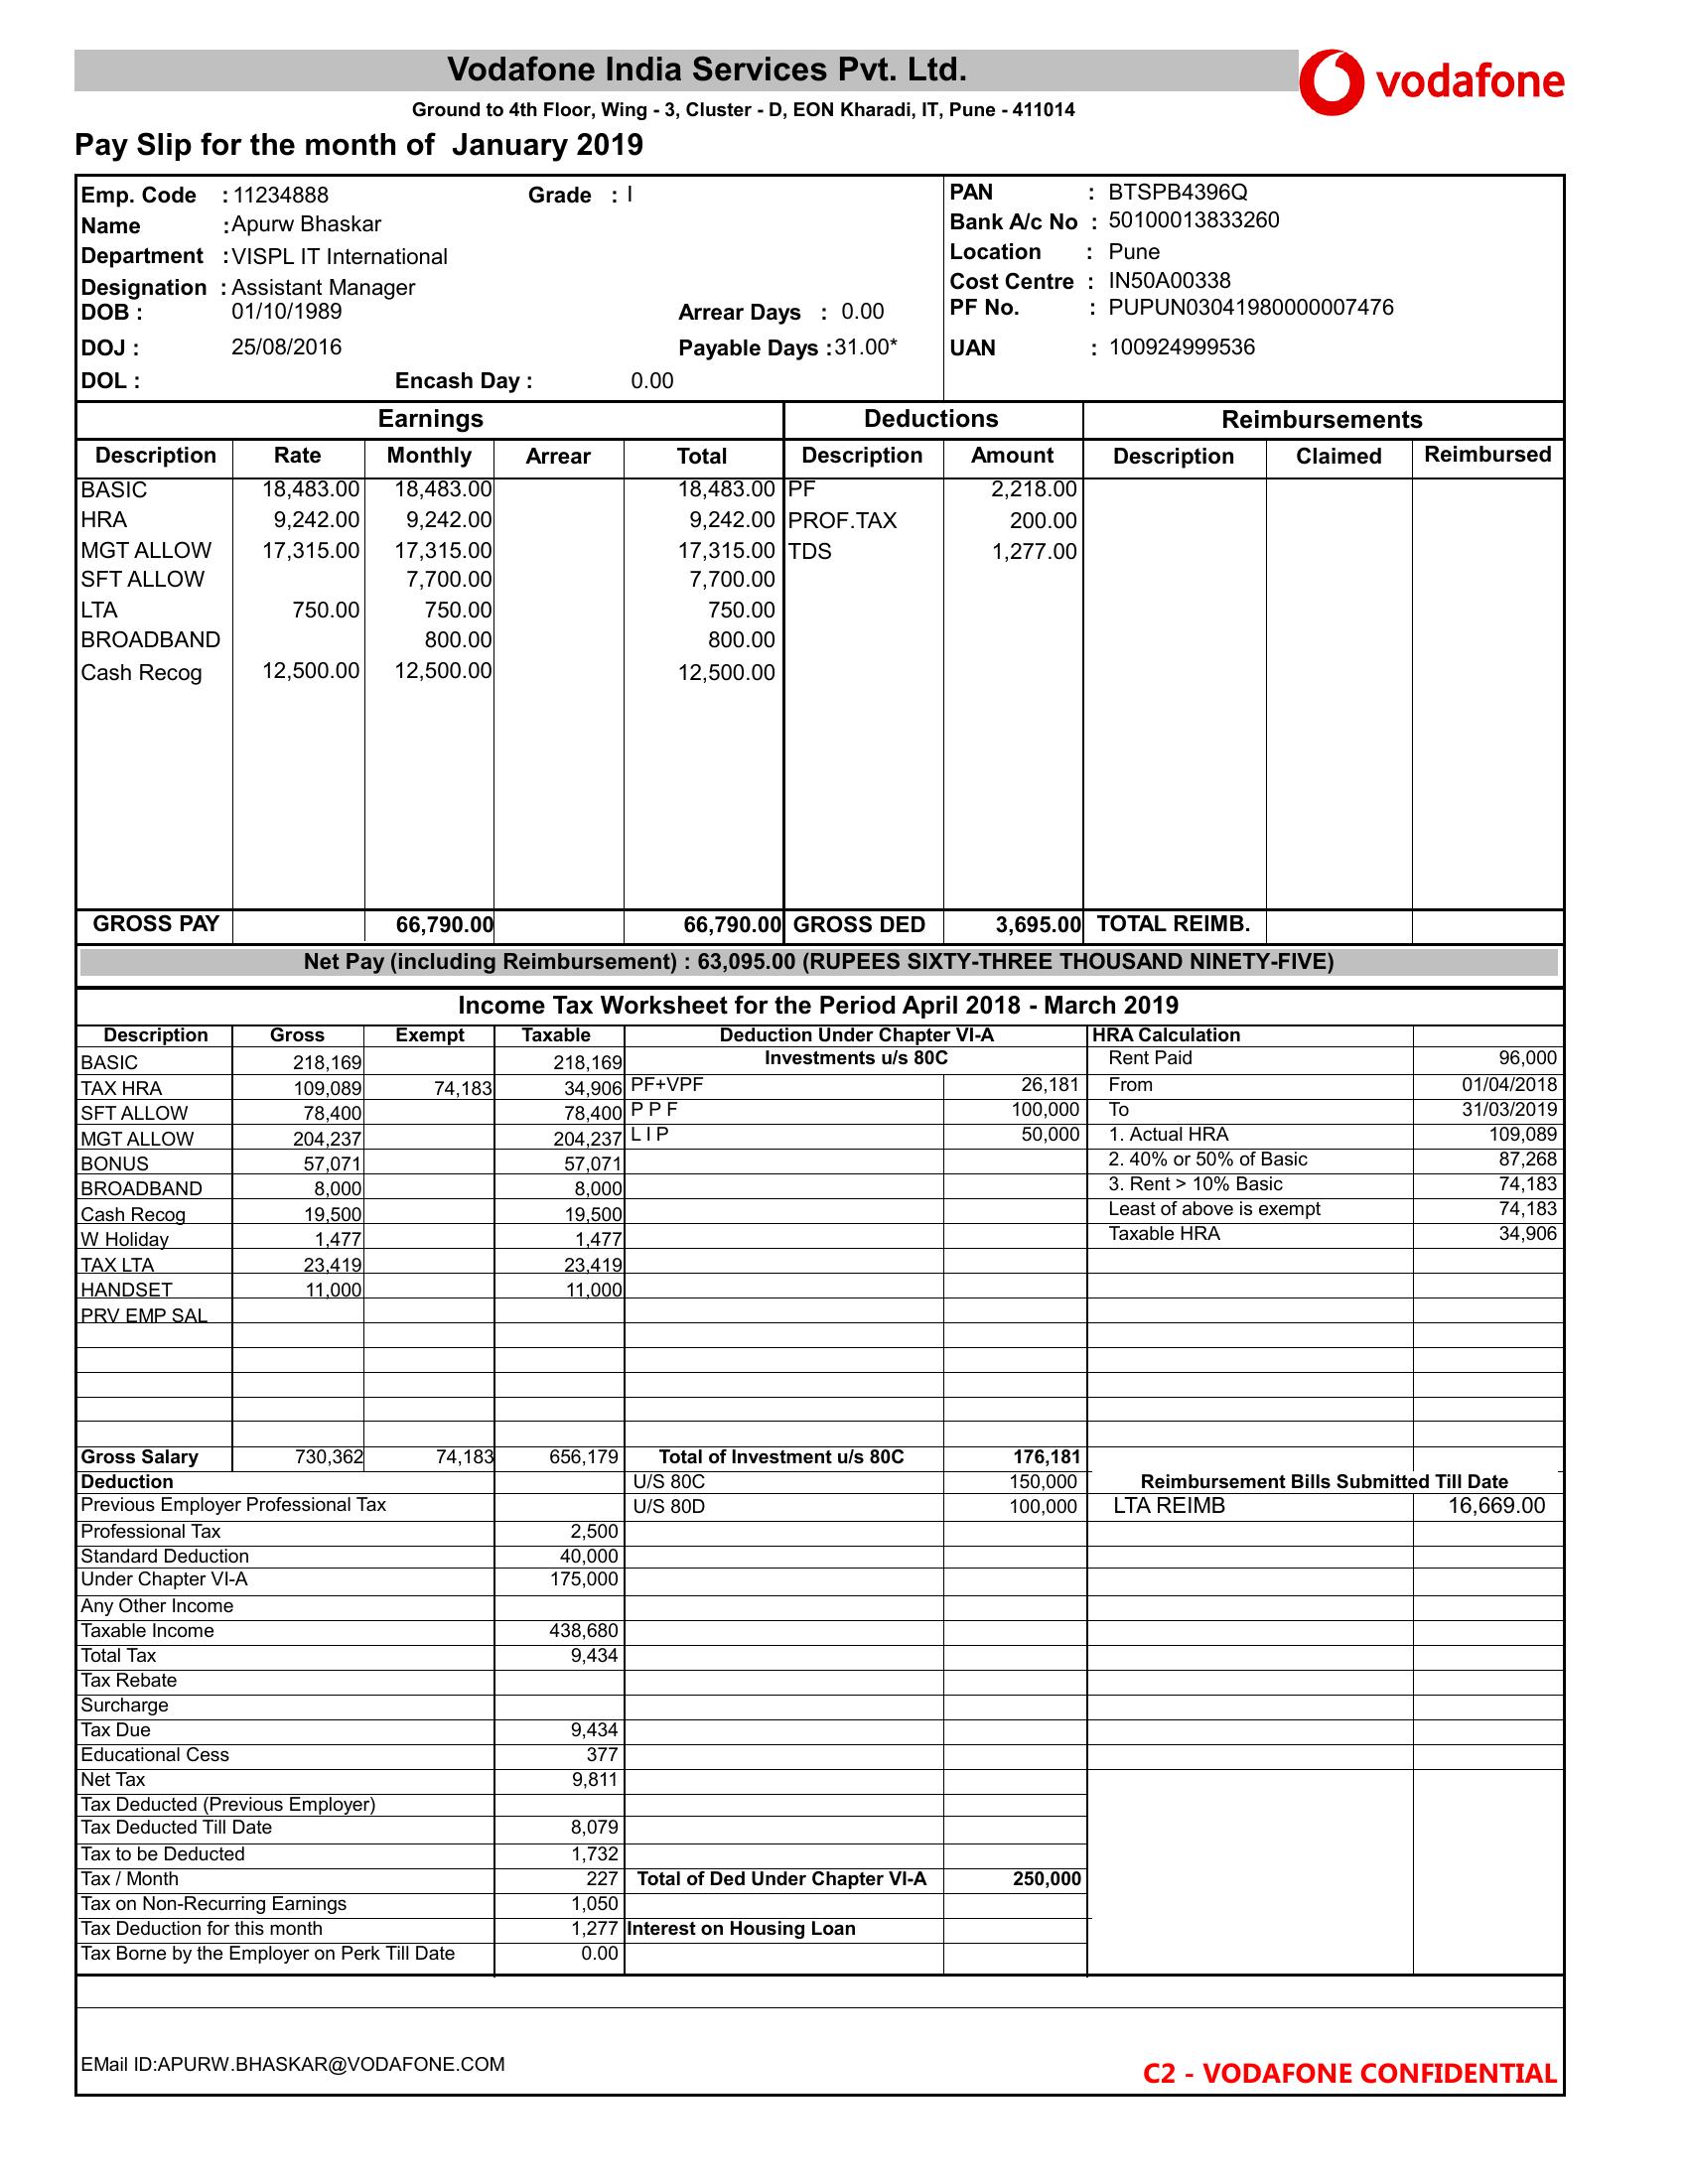 Vodafone India Services Pvt. Ltd.
vodafone
Ground to 4th Floor, Wing - 3, Cluster - D, EON Kharadi, IT, Pune - 411014
Pay Slip for the month of January 2019
Emp. Code : 11234888 Grade : I PAN : BTSPB4396Q
Name : Apurw Bhaskar Bank A/c No : 50100013833260
Department : VISPL IT International Location : Pune
Designation : Assistant Manager Cost Centre : IN50A00338
DOB : 01/10/1989 Arrear Days : 0.00 PF No. : PUPUN03041980000007476
DOJ : 25/08/2016 Payable Days : 31.00* UAN : 100924999536
DOL : Encash Day : 0.00
Earnings Deductions Reimbursements
Description Rate Monthly Arrear Total Description Amount Description Claimed Reimbursed
BASIC 18,483.00 18,483.00 18,483.00 PF 2,218.00
HRA 9,242.00 9,242.00 9,242.00 PROF.TAX 200.00
MGT ALLOW 17,315.00 17,315.00 17,315.00 TDS 1,277.00
SFT ALLOW 7,700.00 7,700.00
LTA 750.00 750.00 750.00
BROADBAND 800.00 800.00
Cash Recog 12,500.00 12,500.00 12,500.00
GROSS PAY 66,790.00 66,790.00 GROSS DED 3,695.00 TOTAL REIMB.
Net Pay (including Reimbursement) : 63,095.00 (RUPEES SIXTY-THREE THOUSAND NINETY-FIVE)
Income Tax Worksheet for the Period April 2018 - March 2019
Description Gross Exempt Taxable Deduction Under Chapter VI-A HRA Calculation
BASIC 218,169 218,169 Investments u/s 80C Rent Paid 96,000
TAX HRA 109,089 74,183 34,906 PF+VPF 26,181 From 01/04/2018
SFT ALLOW 78,400 78,400 P P F 100,000 To 31/03/2019
MGT ALLOW 204,237 204,237 L I P 50,000 1. Actual HRA 109,089
BONUS 57,071 57,071 2. 40% or 50% of Basic 87,268
BROADBAND 8,000 8,000 3. Rent > 10% Basic 74,183
Cash Recog 19,500 19,500 Least of above is exempt 74,183
W Holiday 1,477 1,477 Taxable HRA 34,906
TAX LTA 23,419 23,419
HANDSET 11,000 11,000
PRV EMP SAL
Gross Salary 730,362 74,183 656,179 Total of Investment u/s 80C 176,181
Deduction U/S 80C 150,000 Reimbursement Bills Submitted Till Date
Previous Employer Professional Tax U/S 80D 100,000 LTA REIMB 16,669.00
Professional Tax 2,500
Standard Deduction 40,000
Under Chapter VI-A 175,000
Any Other Income
Taxable Income 438,680
Total Tax 9,434
Tax Rebate
Surcharge
Tax Due 9,434
Educational Cess 377
Net Tax 9,811
Tax Deducted (Previous Employer)
Tax Deducted Till Date 8,079
Tax to be Deducted 1,732
Tax / Month 227 Total of Ded Under Chapter VI-A 250,000
Tax on Non-Recurring Earnings 1,050
Tax Deduction for this month 1,277 Interest on Housing Loan
Tax Borne by the Employer on Perk Till Date 0.00
EMail ID:APURW.BHASKAR@VODAFONE.COM
C2 - VODAFONE CONFIDENTIAL